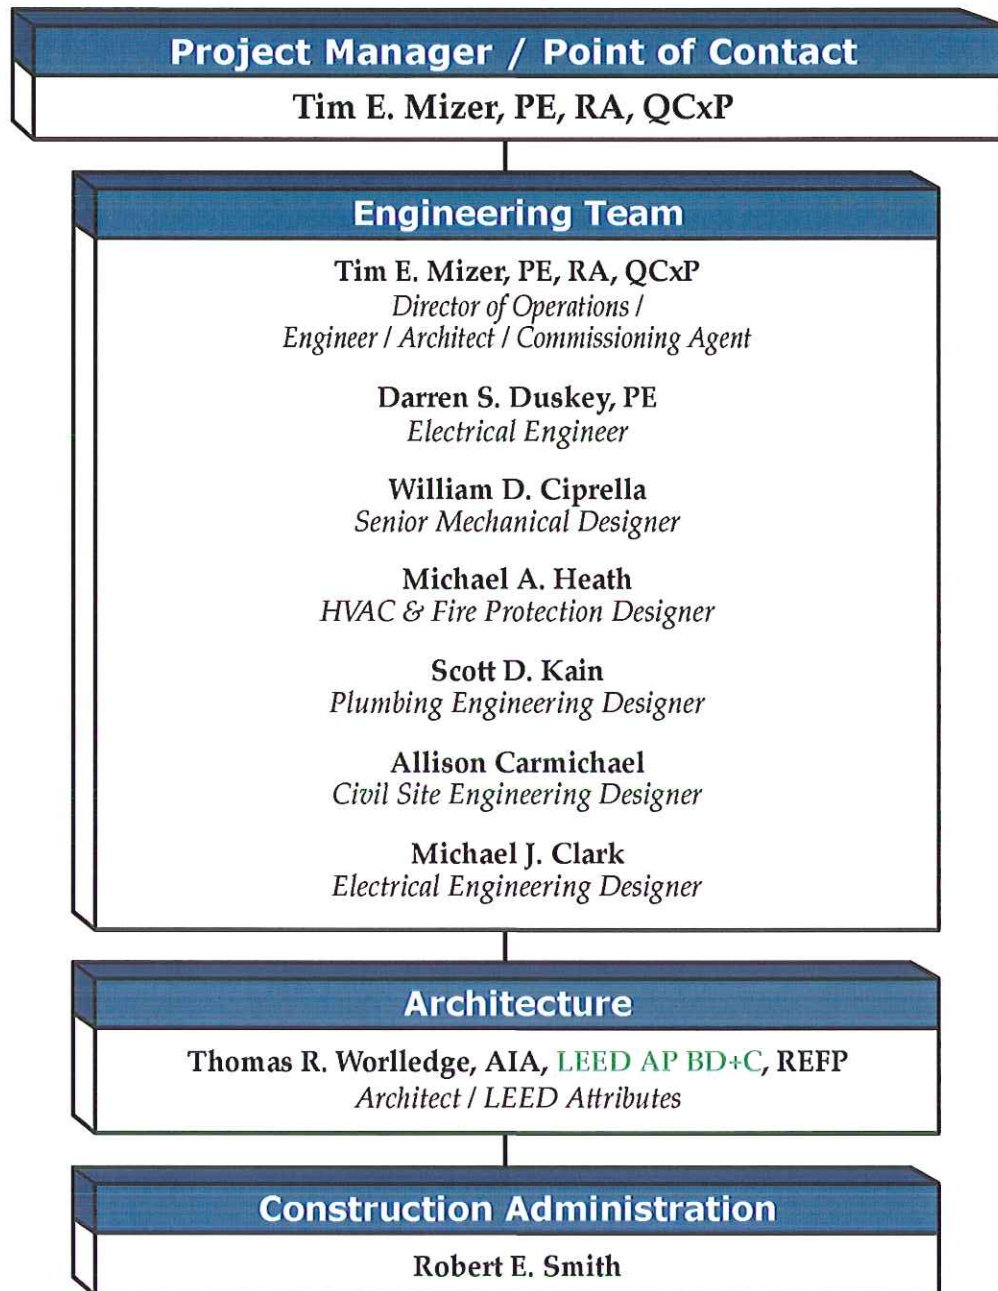 Project Manager / Point of Contact
Tim E. Mizer, PE, RA, QCxP
Engineering Team
Tim E. Mizer, PE, RA, QCxP
Director of Operations /
Engineer / Architect / Commissioning Agent
Darren S. Duskey, PE
Electrical Engineer
William D. Ciprella
Senior Mechanical Designer
Michael A. Heath
HVAC & Fire Protection Designer
Scott D. Kain
Plumbing Engineering Designer
Allison Carmichael
Civil Site Engineering Designer
Michael J. Clark
Electrical Engineering Designer
Architecture
Thomas R. Worlledge, AIA, LEED AP BD+C, REFP
Architect / LEED Attributes
Construction Administration
Robert E. Smith